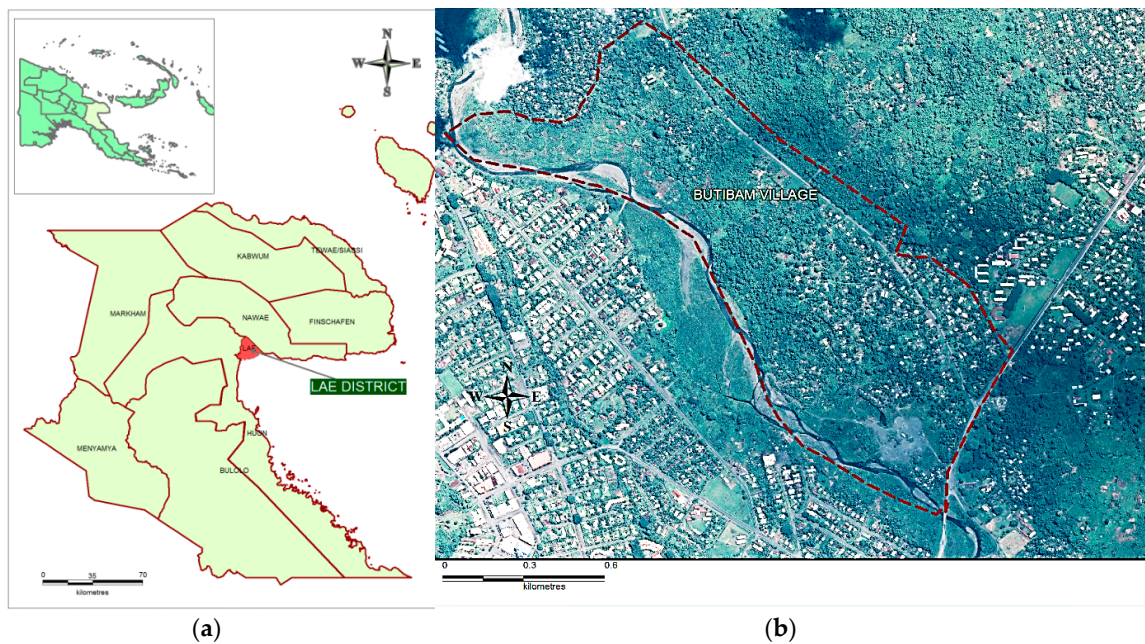 N
W E
S
TEWAE/SIASSI
KABWUM
MARKHAM
NAWAE
FINSCHAFEN
LAE
LAE DISTRICT
MENYAMYA
HUON
BULOLO
0 35 70
kilometres
(a)
BUTIBAM VILLAGE
N
W E
S
0 0.3 0.6
kilometres
(b)